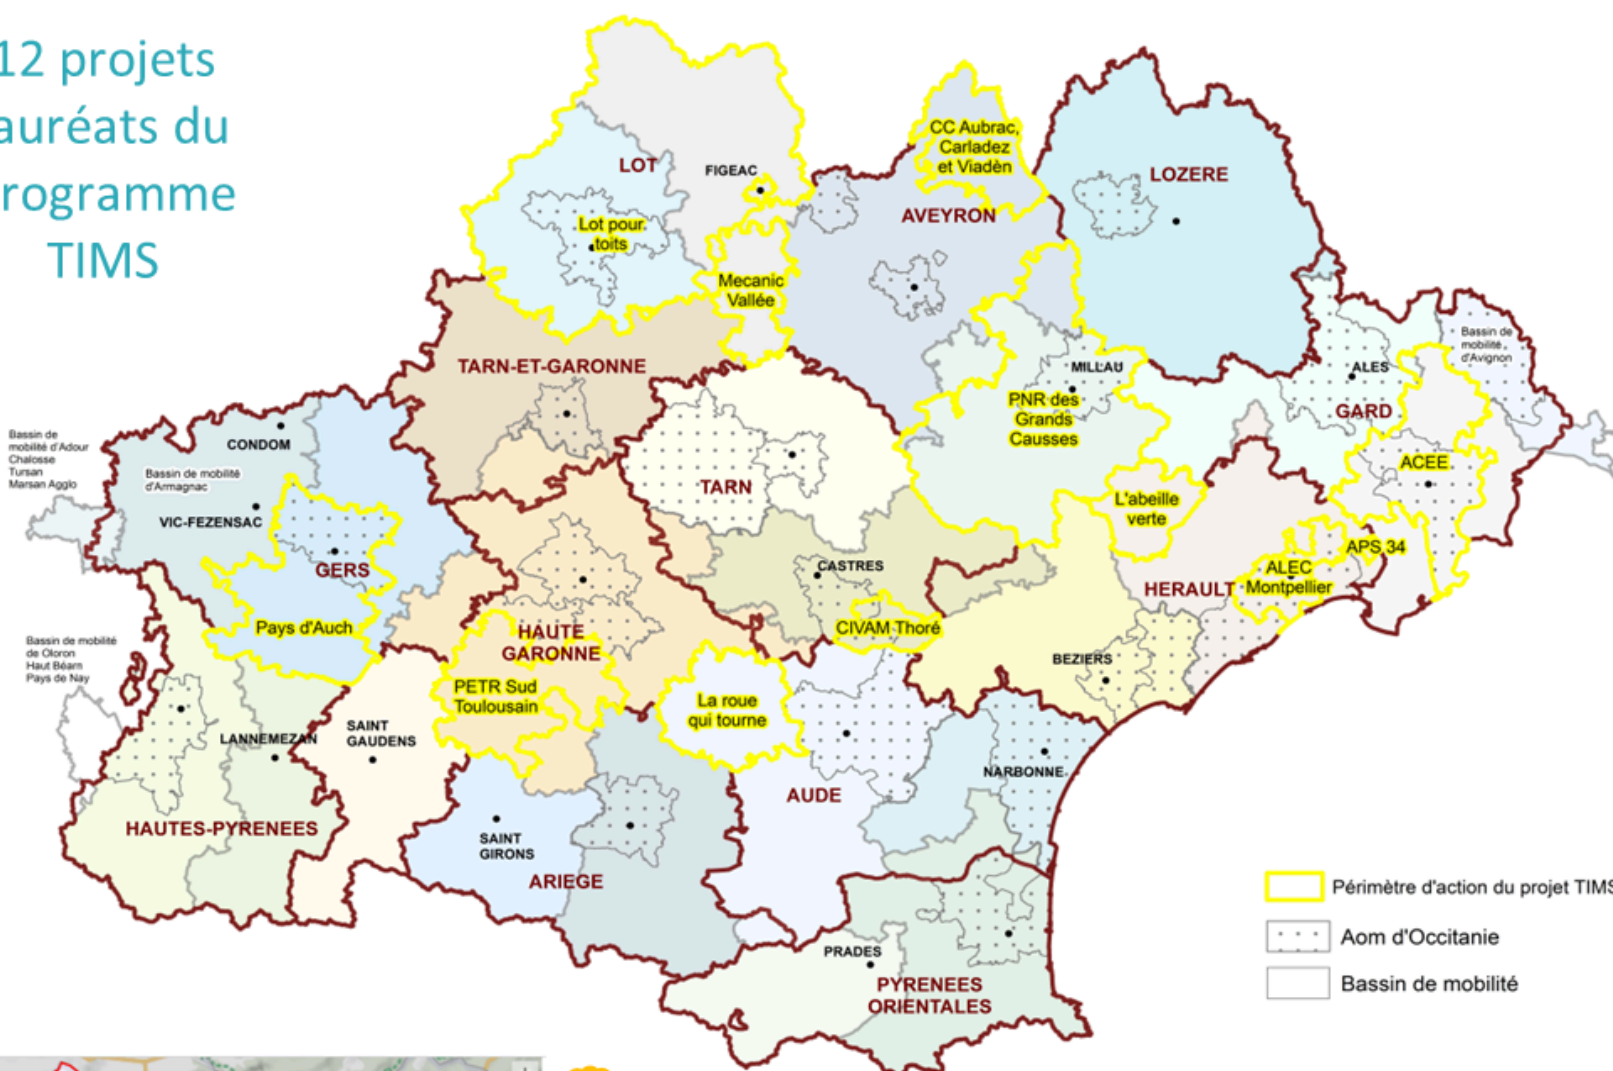 12 projets
auréats du
rogramme
TIMS
LOT
FIGEAC
Lot pour
toits
Mecanic
Vallée
CC Aubrac,
Carladez
et Viadèn
AVEYRON
LOZERE
TARN-ET-GARONNE
MILLAU
PNR des
Grands
Causses
Bassin de
mobilité
d'Avignon
ALES
GARD
ACEE
Bassin de
mobilité d'Adour
Chalosse
Tursan
Marsan Agglo
CONDOM
Bassin de mobilité
d'Armagnac
VIC-FEZENSAC
GERS
Pays d'Auch
TARN
L'abeille
verte
APS 34
ALEC
Montpellier
HERAULT
CASTRES
CIVAM Thoré
HAUTE
GARONNE
BEZIERS
Bassin de mobilité
de Oloron
Haut Béarn
Pays de Nay
PETR Sud
Toulousain
La roue
qui tourne
LANNEMEZAN
SAINT
GAUDENS
NARBONNE
AUDE
HAUTES-PYRENEES
SAINT
GIRONS
ARIEGE
PRADES
PYRENEES
ORIENTALES
Périmètre d'action du projet TIMS
Aom d'Occitanie
Bassin de mobilité